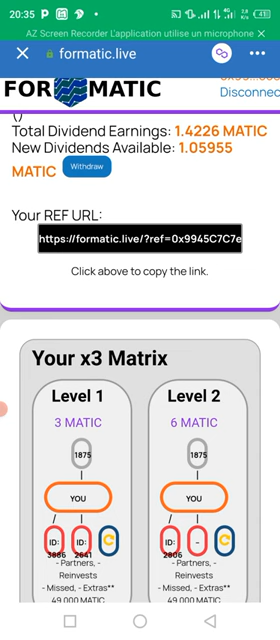 20:35
4G
AZ Screen Recorder L'application utilise un microphone
formatic.live
FOR MATIC
Disconnec
()
Total Dividend Earnings: 1.4226 MATIC
New Dividends Available: 1.05955
MATIC Withdraw
Your REF URL:
https://formatic.live/?ref=0x9945C7C7e
Click above to copy the link.
Your x3 Matrix
Level 1 Level 2
3 MATIC 6 MATIC
1875 1875
YOU YOU
ID: ID: ID: -
3886 2641 2806
- Partners, - - Partners, -
Reinvests Reinvests
- Missed, - Extras** - Missed, - Extras**
49.000 MATIC 49.000 MATIC